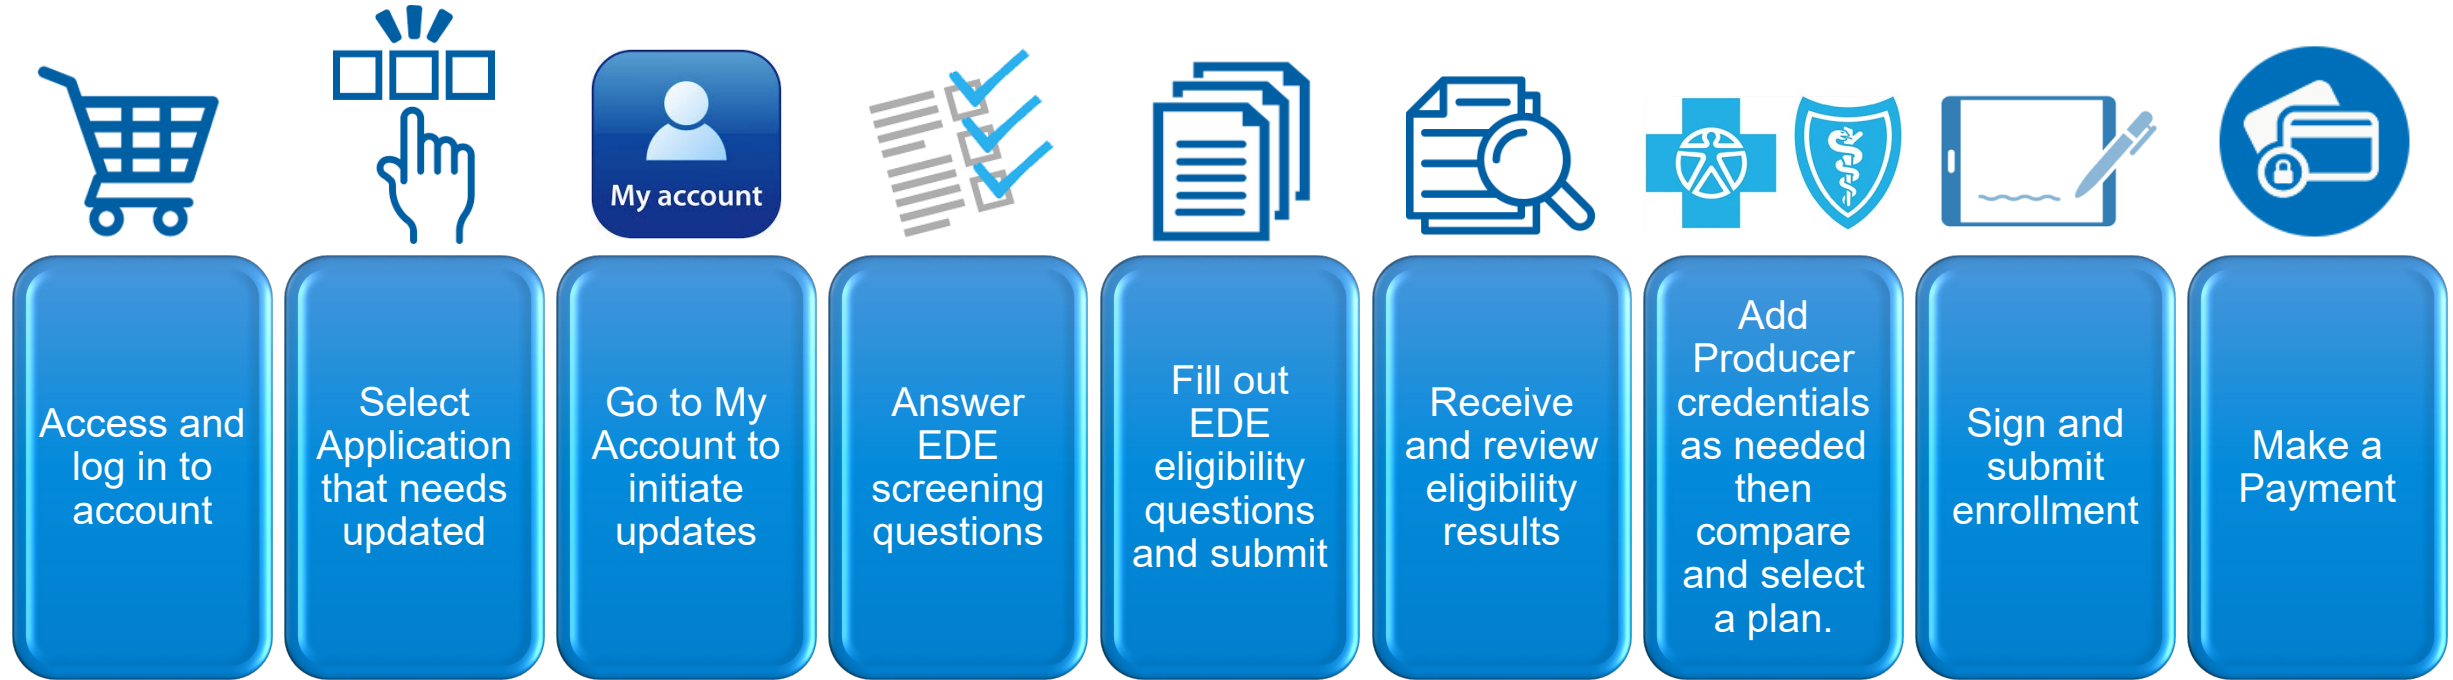 My account
Access and
log in to
account
Select
Application
that needs
updated
Go to My
Account to
initiate
updates
Answer
EDE
screening
questions
Fill out
EDE
eligibility
questions
and submit
Receive
and review
eligibility
results
Add
Producer
credentials
as needed
then
compare
and select
a plan.
Sign and
submit
enrollment
Make a
Payment